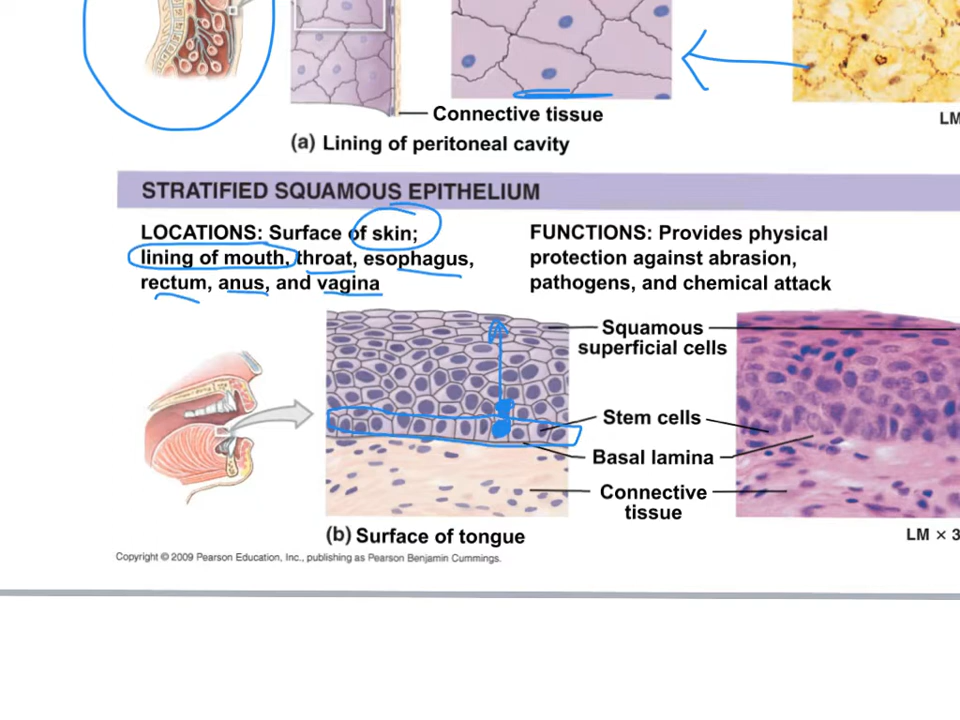 Connective tissue
LM
(a) Lining of peritoneal cavity
STRATIFIED SQUAMOUS EPITHELIUM
LOCATIONS: Surface of skin;
lining of mouth, throat, esophagus,
rectum, anus, and vagina
FUNCTIONS: Provides physical
protection against abrasion,
pathogens, and chemical attack
Squamous
superficial cells
Stem cells
Basal lamina
Connective
tissue
(b) Surface of tongue
LM × 3
Copyright © 2009 Pearson Education, Inc., publishing as Pearson Benjamin Cummings.